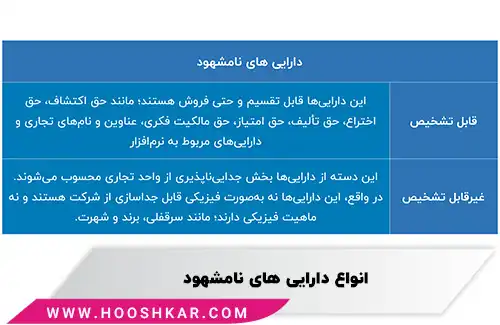 دارایی های نامشهود
قابل تشخیص
این دارایی‌ها قابل تقسیم و حتی فروش هستند؛ مانند حق اکتشاف، حق
اختراع، حق تألیف، حق امتیاز، حق مالکیت فکری، عناوین و نام‌های تجاری و
دارایی‌های مربوط به نرم‌افزار
غیرقابل تشخیص
این دسته از دارایی‌ها بخش جدایی‌ناپذیری از واحد تجاری محسوب می‌شوند.
در واقع، این دارایی‌ها نه به‌صورت فیزیکی قابل جداسازی از شرکت هستند و نه
ماهیت فیزیکی دارند؛ مانند سرقفلی، برند و شهرت.
انواع دارایی های نامشهود
WWW.HOOSHKAR.COM